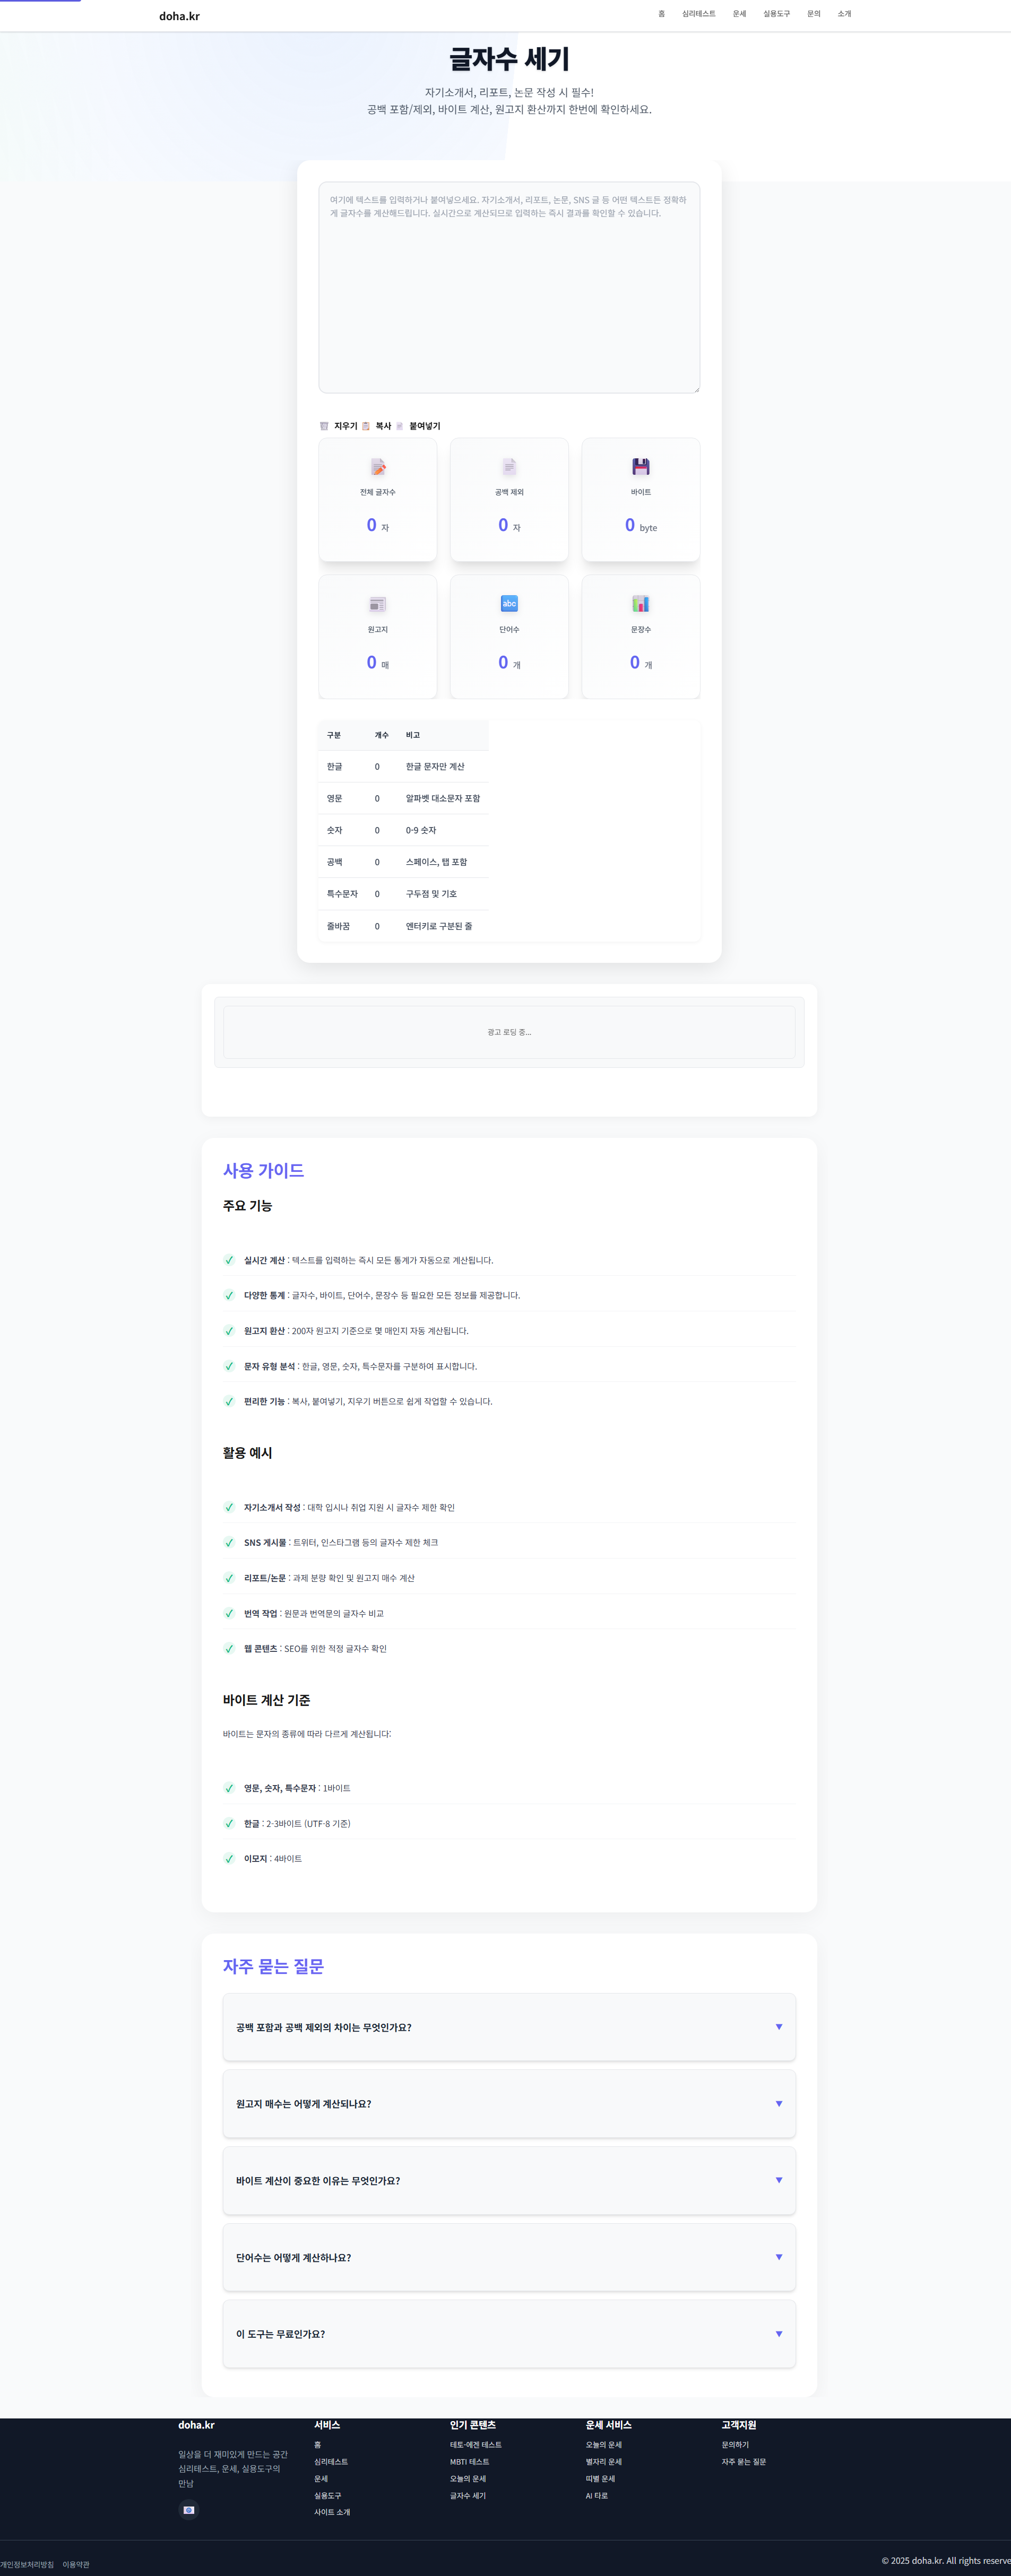 doha.kr
홈 심리테스트 운세 실용도구 문의 소개
글자수 세기
자기소개서, 리포트, 논문 작성 시 필수!
공백 포함/제외, 바이트 계산, 원고지 환산까지 한번에 확인하세요.
여기에 텍스트를 입력하거나 붙여넣으세요. 자기소개서, 리포트, 논문, SNS 글 등 어떤 텍스트든 정확하
게 글자수를 계산해드립니다. 실시간으로 계산되므로 입력하는 즉시 결과를 확인할 수 있습니다.
지우기 복사 붙여넣기
전체 글자수 공백 제외 바이트
0 자 0 자 0 byte
abc
원고지 단어수 문장수
0 매 0 개 0 개
구분 개수 비고
한글 0 한글 문자만 계산
영문 0 알파벳 대소문자 포함
숫자 0 0-9 숫자
공백 0 스페이스, 탭 포함
특수문자 0 구두점 및 기호
줄바꿈 0 엔터키로 구분된 줄
광고 로딩 중...
사용 가이드
주요 기능
✓ 실시간 계산 : 텍스트를 입력하는 즉시 모든 통계가 자동으로 계산됩니다.
✓ 다양한 통계 : 글자수, 바이트, 단어수, 문장수 등 필요한 모든 정보를 제공합니다.
✓ 원고지 환산 : 200자 원고지 기준으로 몇 매인지 자동 계산됩니다.
✓ 문자 유형 분석 : 한글, 영문, 숫자, 특수문자를 구분하여 표시합니다.
✓ 편리한 기능 : 복사, 붙여넣기, 지우기 버튼으로 쉽게 작업할 수 있습니다.
활용 예시
✓ 자기소개서 작성 : 대학 입시나 취업 지원 시 글자수 제한 확인
✓ SNS 게시물 : 트위터, 인스타그램 등의 글자수 제한 체크
✓ 리포트/논문 : 과제 분량 확인 및 원고지 매수 계산
✓ 번역 작업 : 원문과 번역문의 글자수 비교
✓ 웹 콘텐츠 : SEO를 위한 적정 글자수 확인
바이트 계산 기준
바이트는 문자의 종류에 따라 다르게 계산됩니다:
✓ 영문, 숫자, 특수문자 : 1바이트
✓ 한글 : 2-3바이트 (UTF-8 기준)
✓ 이모지 : 4바이트
자주 묻는 질문
공백 포함과 공백 제외의 차이는 무엇인가요? ▼
원고지 매수는 어떻게 계산되나요? ▼
바이트 계산이 중요한 이유는 무엇인가요? ▼
단어수는 어떻게 계산하나요? ▼
이 도구는 무료인가요? ▼
doha.kr
일상을 더 재미있게 만드는 공간
심리테스트, 운세, 실용도구의
만남
서비스
홈
심리테스트
운세
실용도구
사이트 소개
인기 콘텐츠
테토-에겐 테스트
MBTI 테스트
오늘의 운세
글자수 세기
운세 서비스
오늘의 운세
별자리 운세
띠별 운세
AI 타로
고객지원
문의하기
자주 묻는 질문
개인정보처리방침 이용약관
© 2025 doha.kr. All rights reserve